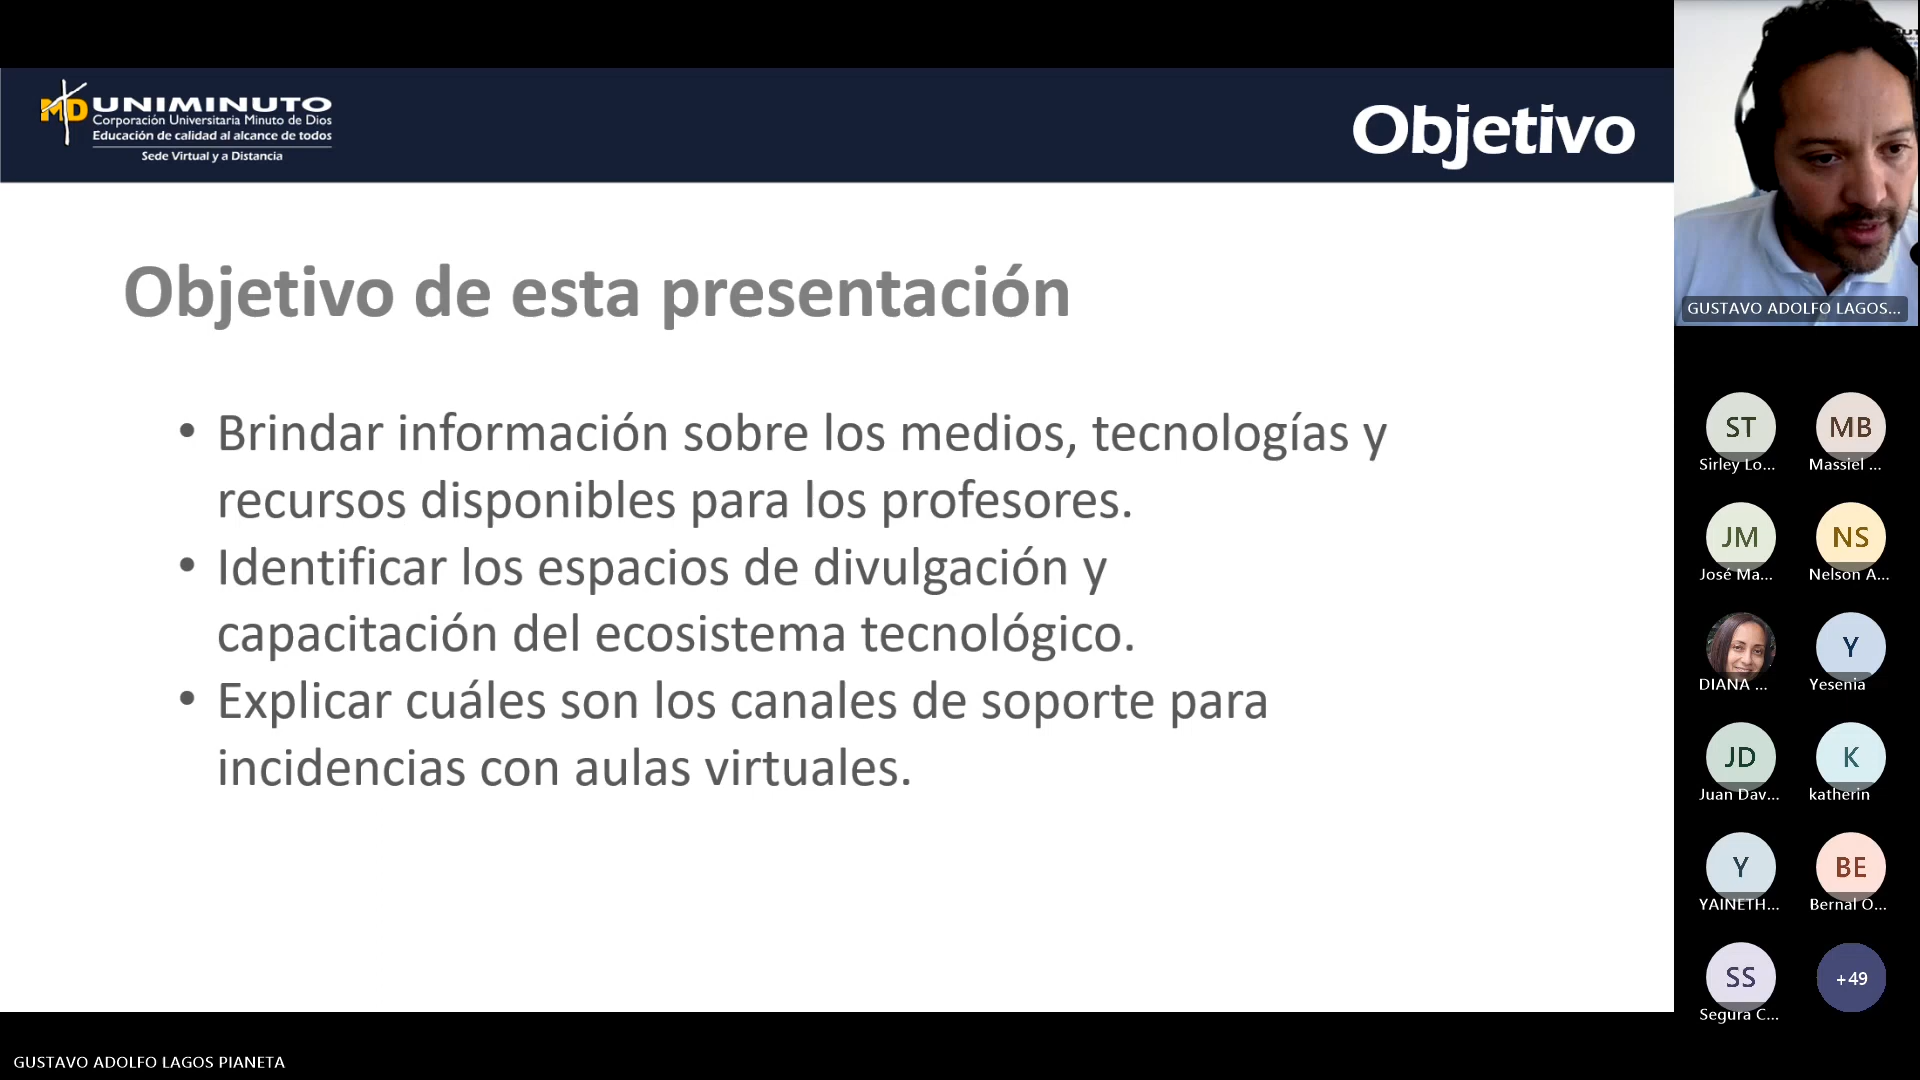 MD UNIMINUTO
Corporación Universitaria Minuto de Dios
Educación de calidad al alcance de todos
Sede Virtual y a Distancia
Objetivo
Objetivo de esta presentación
• Brindar información sobre los medios, tecnologías y
recursos disponibles para los profesores.
• Identificar los espacios de divulgación y
capacitación del ecosistema tecnológico.
• Explicar cuáles son los canales de soporte para
incidencias con aulas virtuales.
GUSTAVO ADOLFO LAGOS...
ST
Sirley Lo...
MB
Massiel ...
JM
José Ma...
NS
Nelson A...
DIANA ...
Y
Yesenia
JD
Juan Dav...
K
katherin
Y
YAINETH...
BE
Bernal O...
SS
Segura C...
+49
GUSTAVO ADOLFO LAGOS PIANETA